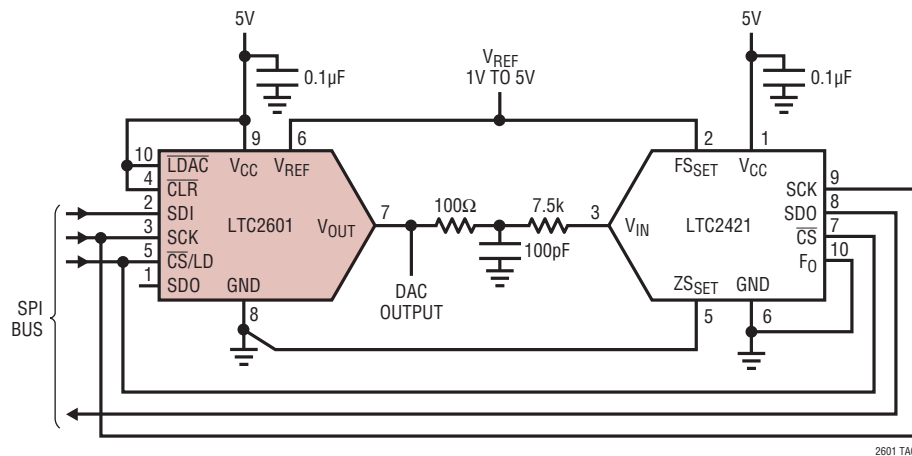 5V
0.1µF
VREF
1V TO 5V
5V
0.1µF
9
6
2
1
10
LDAC
VCC
VREF
FSSET
VCC
4
CLR
9
SCK
2
SDI
8
SDO
3
SCK
LTC2601
VOUT
7
100Ω
7.5k
3
VIN
LTC2421
7
CS
5
CS/LD
100pF
10
FO
1
SDO
GND
ZSSET
GND
DAC
OUTPUT
8
5
6
SPI
BUS
2601 TA0